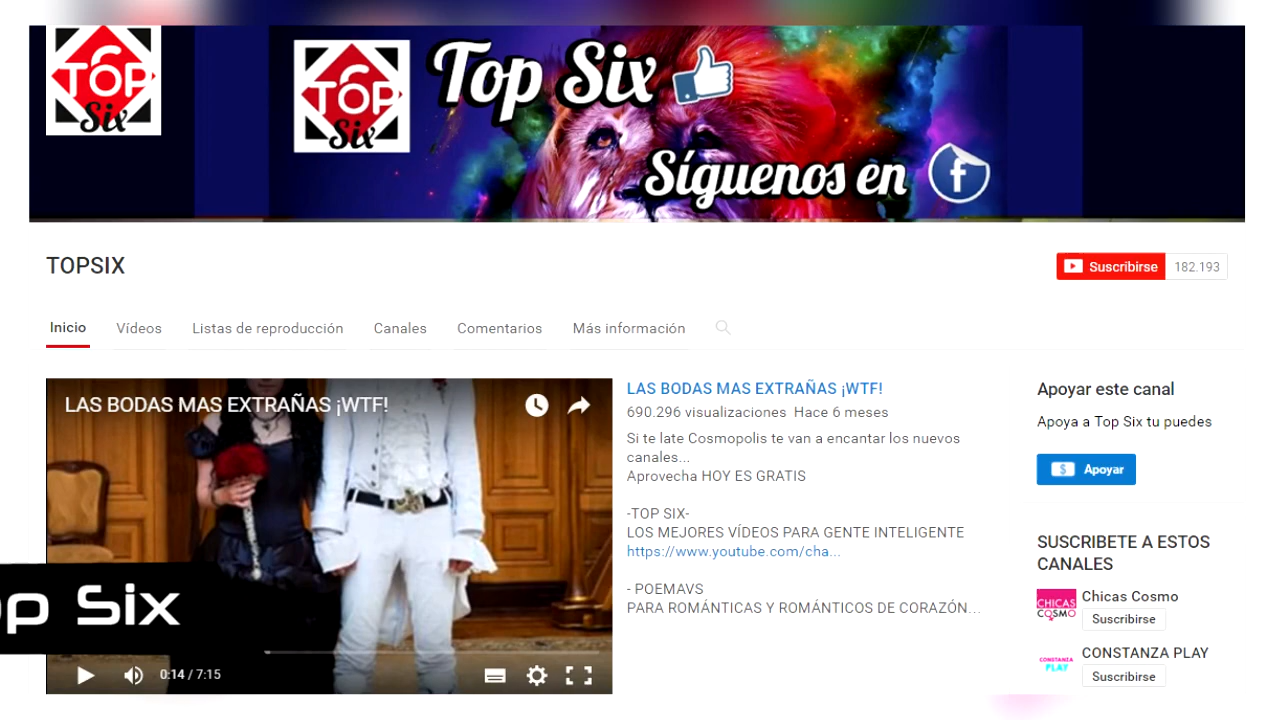 TOP
Six
TOP
Six
Top Six
Síguenos en
f
TOPSIX
Suscribirse 182.193
Inicio Vídeos Listas de reproducción Canales Comentarios Más información
LAS BODAS MAS EXTRAÑAS ¡WTF!
0:14 / 7:15
op Six
LAS BODAS MAS EXTRAÑAS ¡WTF!
690.296 visualizaciones Hace 6 meses
Si te late Cosmopolis te van a encantar los nuevos
canales...
Aprovecha HOY ES GRATIS
-TOP SIX-
LOS MEJORES VÍDEOS PARA GENTE INTELIGENTE
https://www.youtube.com/cha...
- POEMAVS
PARA ROMÁNTICAS Y ROMÁNTICOS DE CORAZÓN...
Apoyar este canal
Apoya a Top Six tu puedes
$ Apoyar
SUSCRIBETE A ESTOS
CANALES
CHICAS
COSMO
Chicas Cosmo
Suscribirse
CONSTANZA
PLAY
CONSTANZA PLAY
Suscribirse